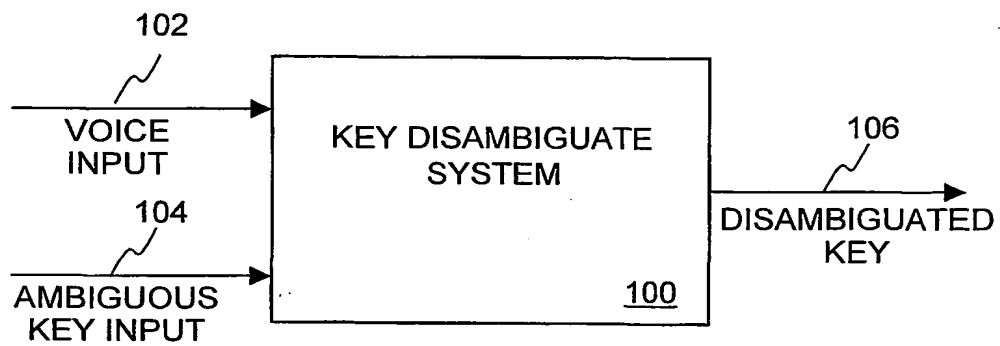 102
VOICE
INPUT
104
AMBIGUOUS
KEY INPUT
KEY DISAMBIGUATE
SYSTEM
100
106
DISAMBIGUATED
KEY